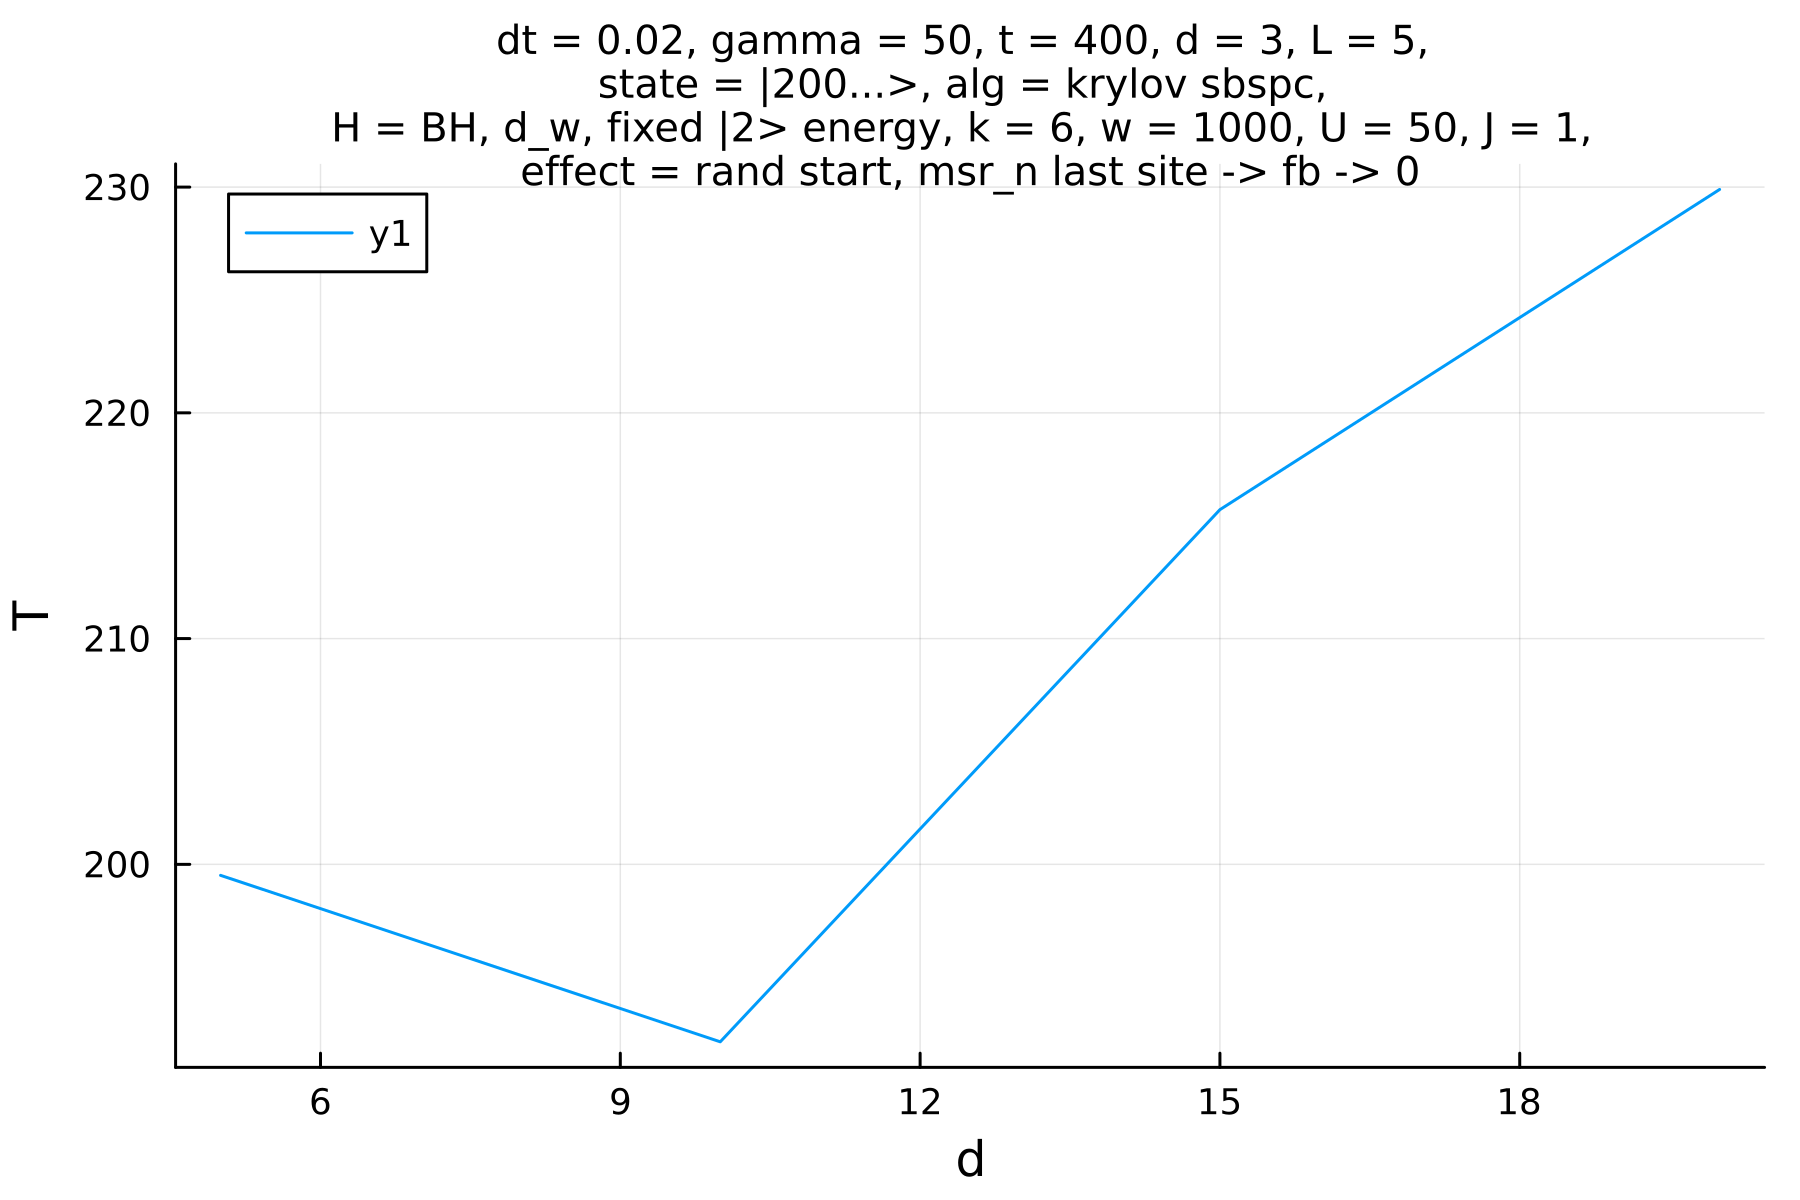 dt = 0.02, gamma = 50, t = 400, d = 3, L = 5,
state = |200...>, alg = krylov sbspc,
H = BH, d_w, fixed |2> energy, k = 6, w = 1000, U = 50, J = 1,
effect = rand start, msr_n last site -> fb -> 0
y1
230
220
210
200
T
6 9 12 15 18
d